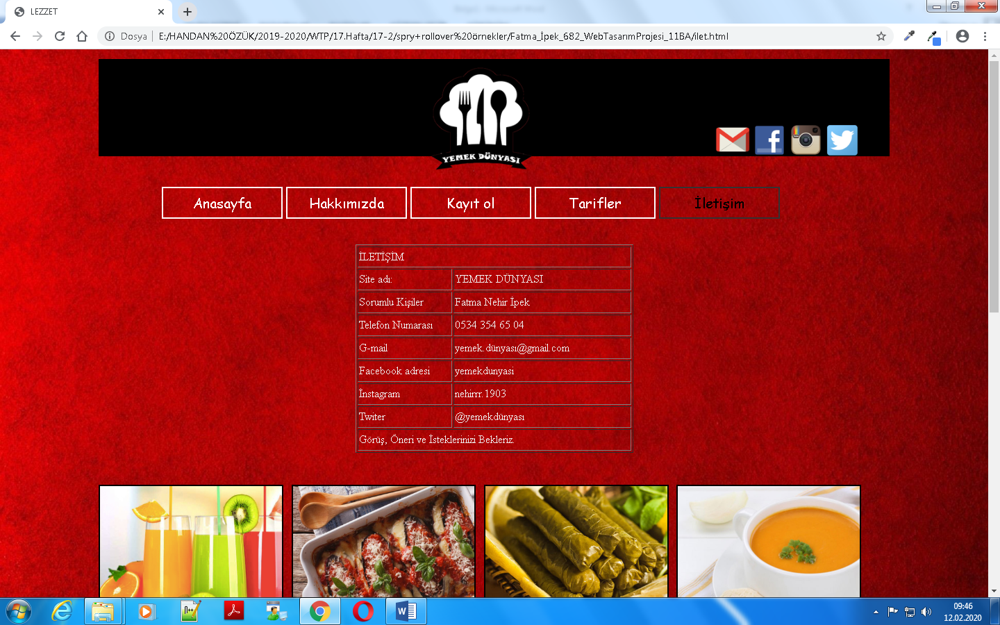 LEZZET
Dosya E:/HANDAN%20ÖZÜK/2019-2020/WTP/17.Hafta/17-2/spry+rollover%20örnekler/Fatma_İpek_682_WebTasarımProjesi_11BA/ilet.html
YEMEK DÜNYASI
Anasayfa Hakkımızda Kayıt ol Tarifler İletişim
İLETİŞİM
Site adı: YEMEK DÜNYASI
Sorumlu Kişiler Fatma Nehir İpek
Telefon Numarası 0534 354 65 04
G-mail yemek.dünyası@gmail.com
Facebook adresi yemekdunyasi
İnstagram nehirrr.1903
Twiter @yemekdünyası
Görüş, Öneri ve İsteklerinizi Bekleriz.
09:46
12.02.2020